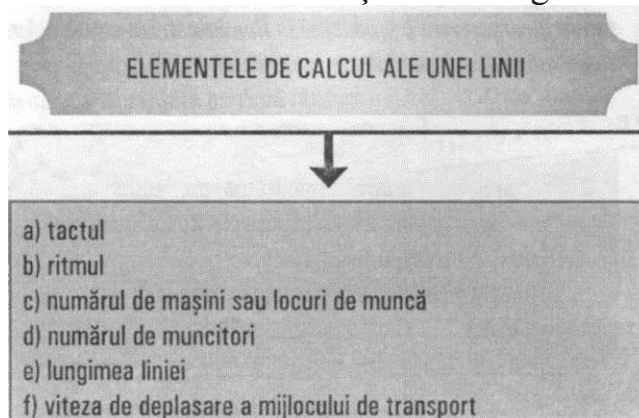 ELEMENTELE DE CALCUL ALE UNEI LINII
a) tactul
b) ritmul
c) numărul de mașini sau locuri de muncă
d) numărul de muncitori
e) lungimea liniei
f) viteza de deplasare a mijlocului de transport